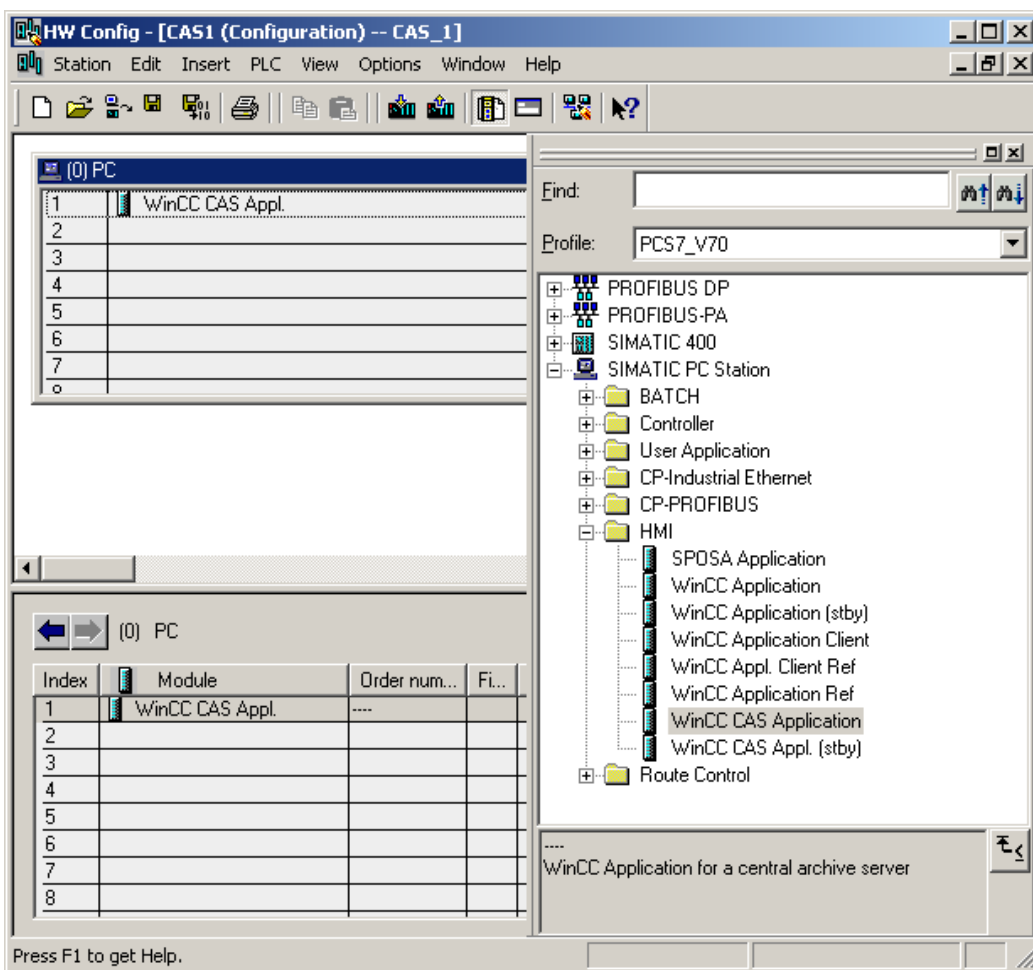 HW Config - [CAS1 (Configuration) -- CAS_1]
Station Edit Insert PLC View Options Window Help
(0) PC
1 WinCC CAS Appl.
2
3
4
5
6
7
8
Find:
Profile: PCS7_V70
PROFIBUS DP
PROFIBUS-PA
SIMATIC 400
SIMATIC PC Station
BATCH
Controller
User Application
CP-Industrial Ethernet
CP-PROFIBUS
HMI
SPOSA Application
WinCC Application
WinCC Application (stby)
WinCC Application Client
WinCC Appl. Client Ref
WinCC Application Ref
WinCC CAS Application
WinCC CAS Appl. (stby)
Route Control
(0) PC
Index Module Order num... Fi...
1 WinCC CAS Appl. ----
2
3
4
5
6
7
8
----
WinCC Application for a central archive server
Press F1 to get Help.